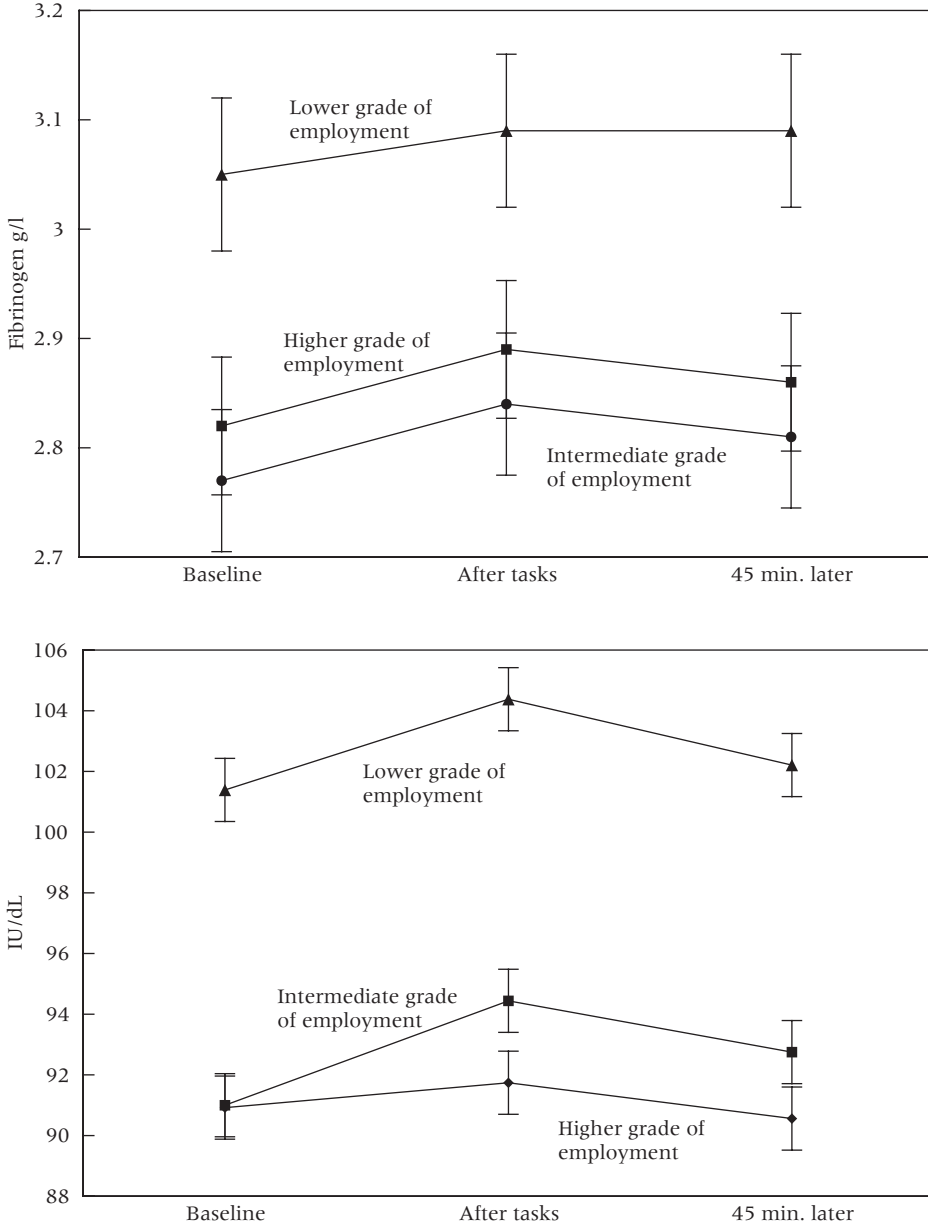 3.2
Lower grade of
employment
3.1
3
Fibrinogen g/l
Higher grade of
employment
2.9
2.8
Intermediate grade
of employment
2.7
Baseline
After tasks
45 min. later
106
104
Lower grade of
employment
102
100
98
IU/dL
96
Intermediate grade
of employment
94
92
Higher grade of
employment
90
88
Baseline
After tasks
45 min. later